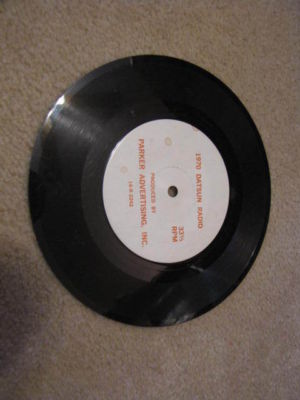 1970 DATSUN RADIO
33⅓
RPM
PRODUCED BY
PARKER ADVERTISING, INC.